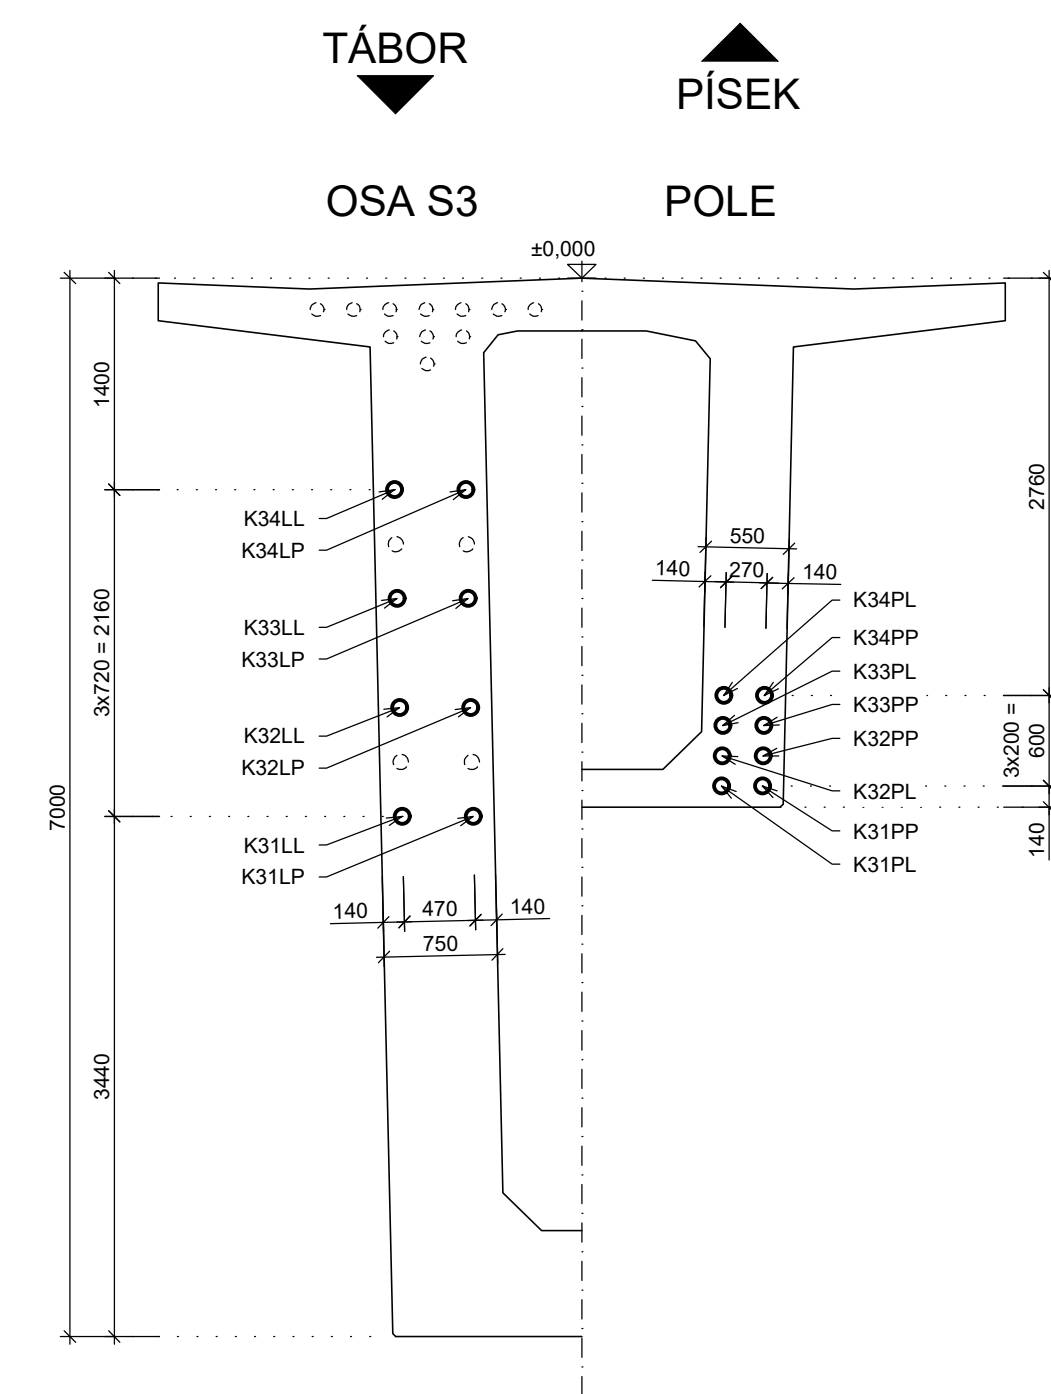 TÁBOR
PÍSEK
OSA S3
POLE
±0,000
1400
3x720 = 2160
7000
3440
K34LL
K34LP
K33LL
K33LP
K32LL
K32LP
K31LL
K31LP
140
470
140
750
550
140
270
140
K34PL
K34PP
K33PL
K33PP
K32PP
K32PL
K31PP
K31PL
2760
3x200 =
600
140